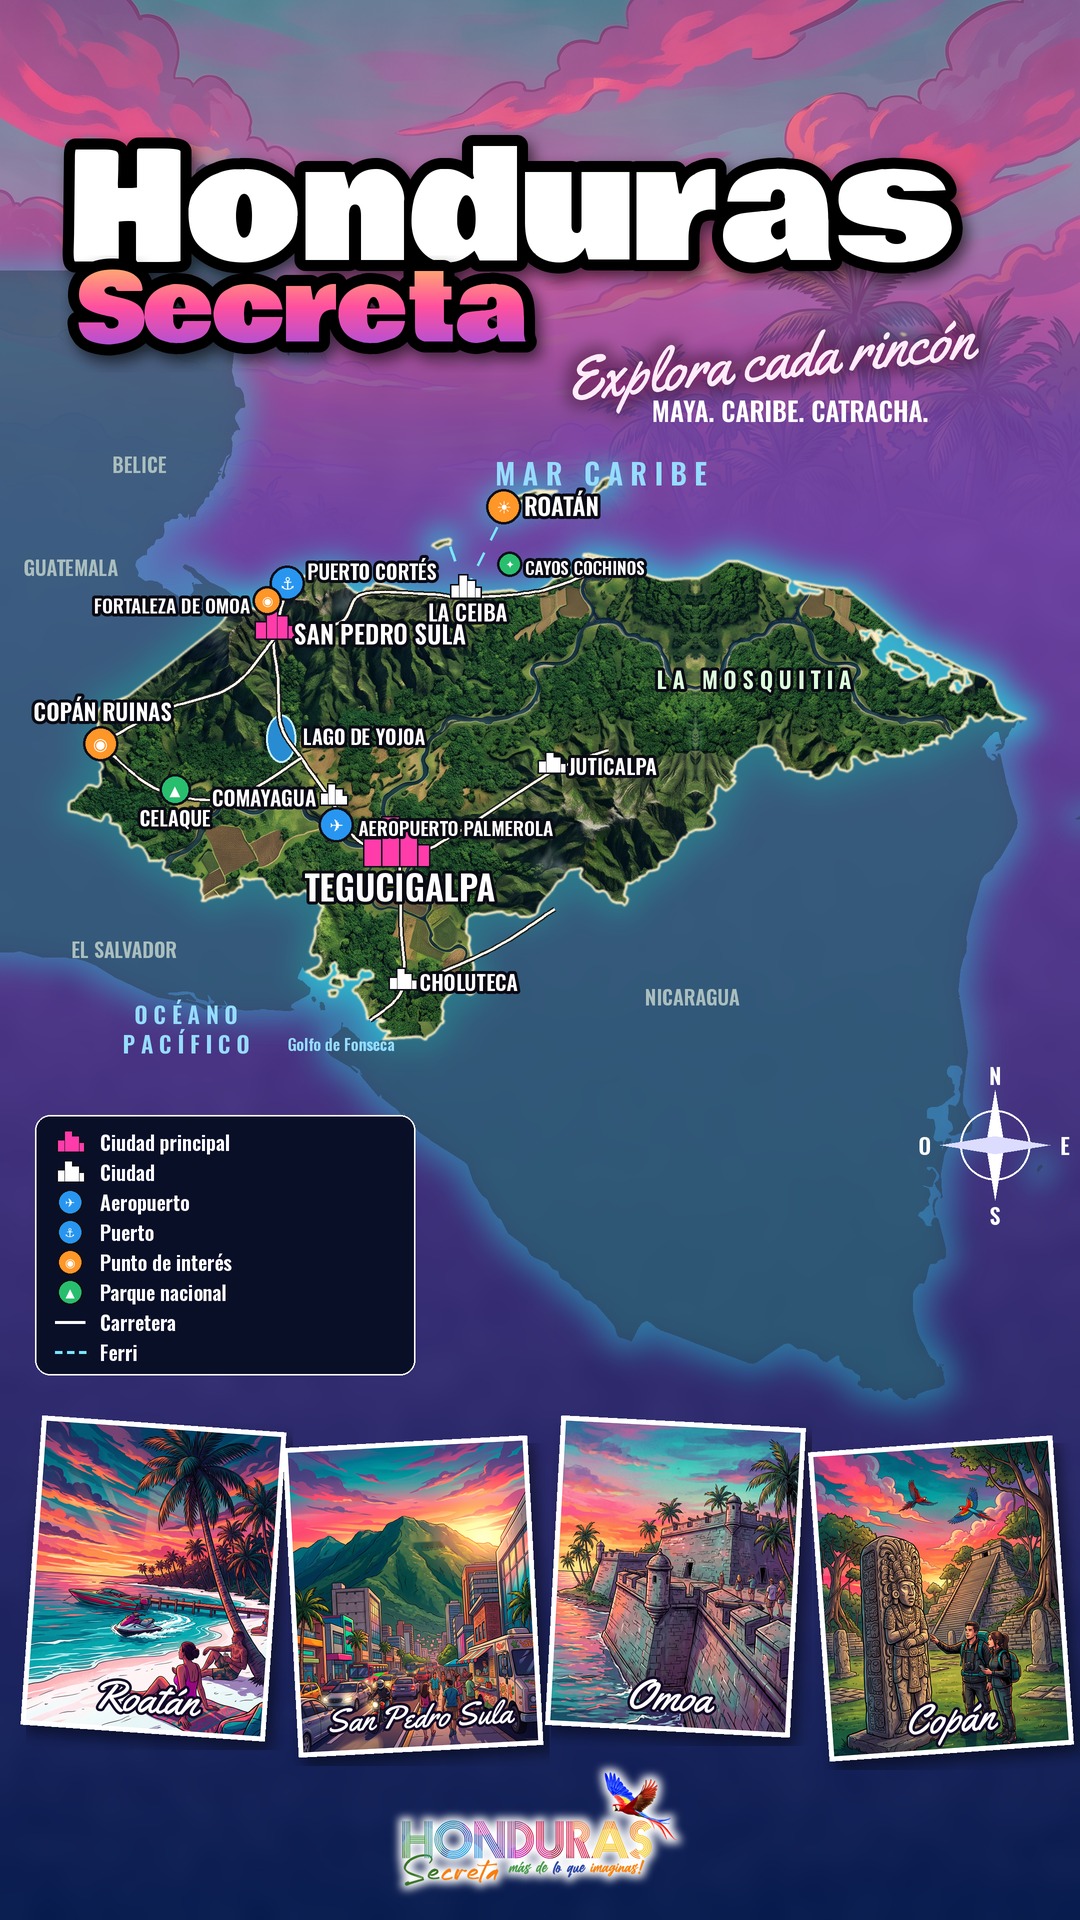 Honduras
Secreta
Explora cada rincón
MAYA. CARIBE. CATRACHA.
BELICE
MAR CARIBE
ROATÁN
GUATEMALA
PUERTO CORTÉS
CAYOS COCHINOS
FORTALEZA DE OMOA
LA CEIBA
SAN PEDRO SULA
LA MOSQUITIA
COPÁN RUINAS
LAGO DE YOJOA
JUTICALPA
COMAYAGUA
CELAQUE
AEROPUERTO PALMEROLA
TEGUCIGALPA
EL SALVADOR
CHOLUTECA
NICARAGUA
OCÉANO
PACÍFICO
Golfo de Fonseca
N
O
E
S
Ciudad principal
Ciudad
Aeropuerto
Puerto
Punto de interés
Parque nacional
Carretera
Ferri
Roatán
San Pedro Sula
Omoa
Copán
HONDURAS
Secreta más de lo que imaginas!